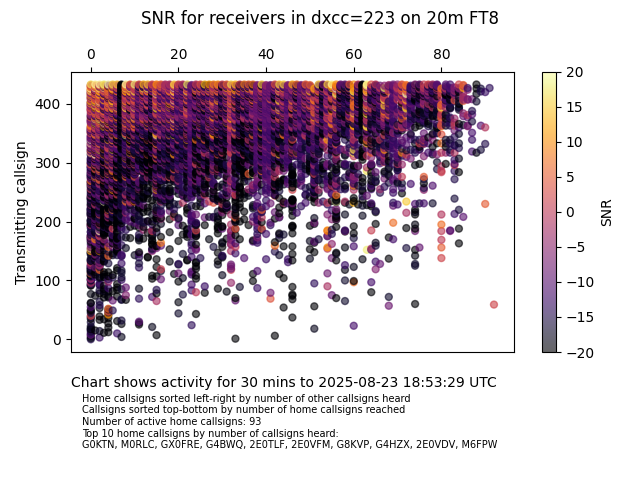 SNR for receivers in dxcc=223 on 20m FT8
0 20 40 60 80
400
300
200
100
0
Transmitting callsign
20
15
10
5
0
−5
−10
−15
−20
SNR
Chart shows activity for 30 mins to 2025-08-23 18:53:29 UTC
Home callsigns sorted left-right by number of other callsigns heard
Callsigns sorted top-bottom by number of home callsigns reached
Number of active home callsigns: 93
Top 10 home callsigns by number of callsigns heard:
G0KTN, M0RLC, GX0FRE, G4BWQ, 2E0TLF, 2E0VFM, G8KVP, G4HZX, 2E0VDV, M6FPW